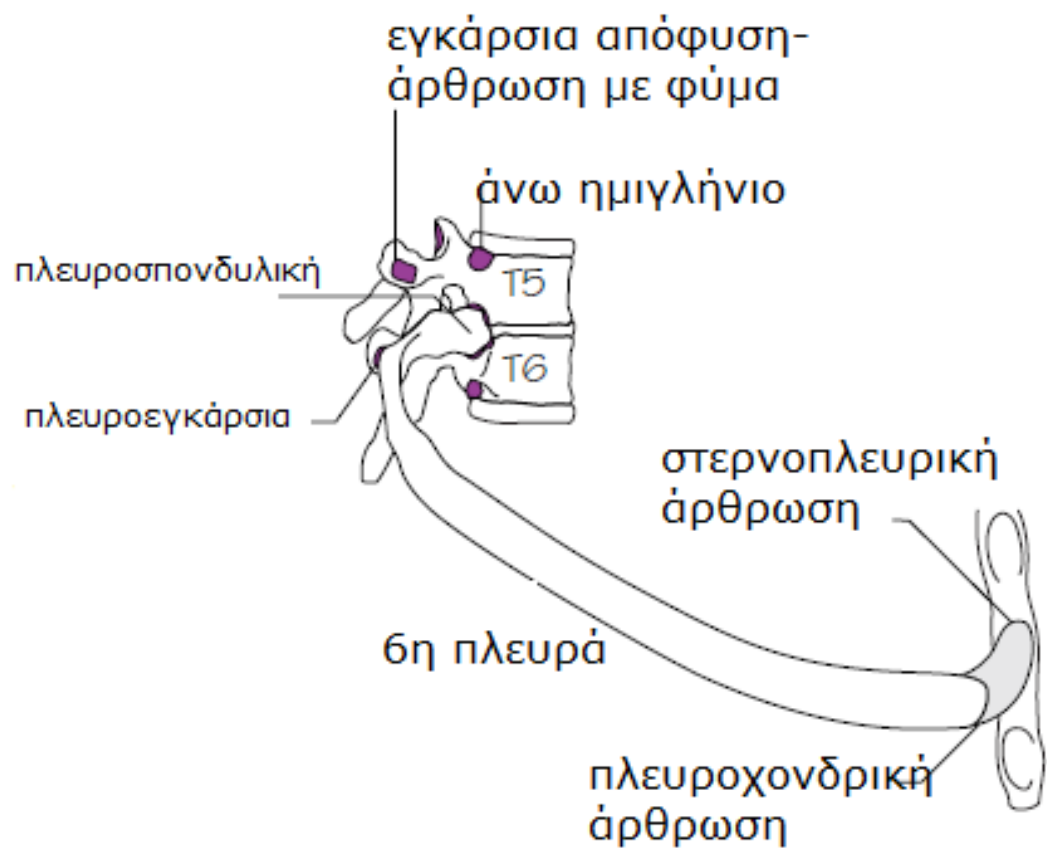 εγκάρσια απόφυση-
άρθρωση με φύμα
άνω ημιγλήνιο
πλευροσπονδυλική
T5
T6
πλευροεγκάρσια
στερνοπλευρική
άρθρωση
6η πλευρά
πλευροχονδρική
άρθρωση